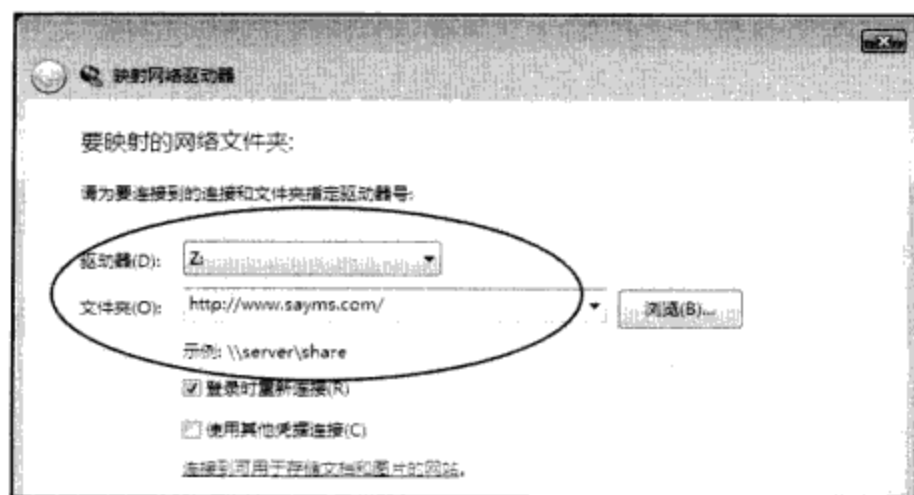 映射网络驱动器
要映射的网络文件夹:
请为要连接到的连接和文件夹指定驱动器号:
驱动器(D): Z:
文件夹(O): http://www.sayms.com/ 浏览(B)...
示例: \\server\share
登录时重新连接(R)
使用其他凭据连接(C)
连接到可用于存储文档和图片的网站。